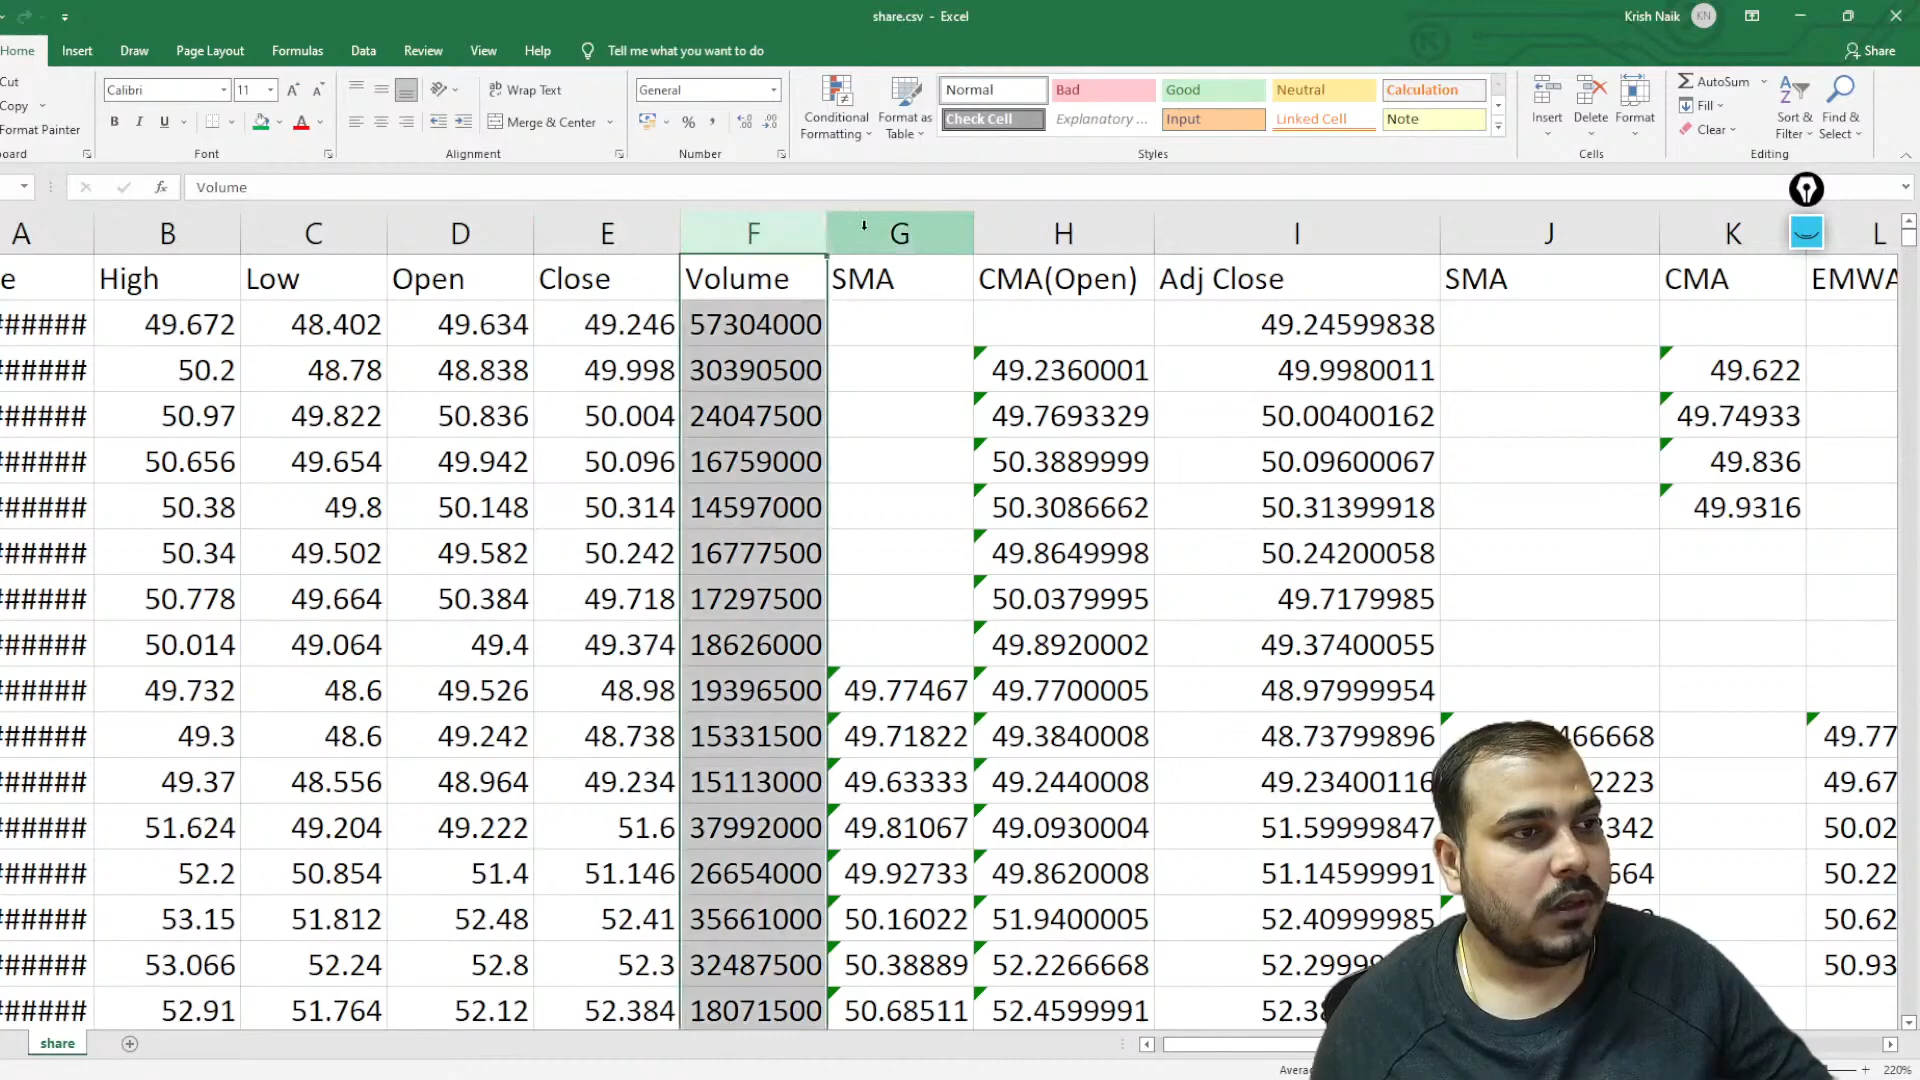 share.csv - Excel
Krish Naik KN
Home Insert Draw Page Layout Formulas Data Review View Help Tell me what you want to do Share
Cut
Copy
Format Painter
Calibri 11
B I U
Wrap Text
Merge & Center
General
Conditional Formatting
Format as Table
Normal Bad Good Neutral Calculation
Check Cell Explanatory ... Input Linked Cell Note
Insert Delete Format
AutoSum
Fill
Clear
Sort & Filter
Find & Select
oard Font Alignment Number Styles Cells Editing
fx Volume
A B C D E F G H I J K L
e High Low Open Close Volume SMA CMA(Open) Adj Close SMA CMA EMWA
###### 49.672 48.402 49.634 49.246 57304000 49.24599838
###### 50.2 48.78 48.838 49.998 30390500 49.2360001 49.9980011 49.622
###### 50.97 49.822 50.836 50.004 24047500 49.7693329 50.00400162 49.74933
###### 50.656 49.654 49.942 50.096 16759000 50.3889999 50.09600067 49.836
###### 50.38 49.8 50.148 50.314 14597000 50.3086662 50.31399918 49.9316
###### 50.34 49.502 49.582 50.242 16777500 49.8649998 50.24200058
###### 50.778 49.664 50.384 49.718 17297500 50.0379995 49.7179985
###### 50.014 49.064 49.4 49.374 18626000 49.8920002 49.37400055
###### 49.732 48.6 49.526 48.98 19396500 49.77467 49.7700005 48.97999954
###### 49.3 48.6 49.242 48.738 15331500 49.71822 49.3840008 48.73799896 466668 49.77
###### 49.37 48.556 48.964 49.234 15113000 49.63333 49.2440008 49.23400116 2223 49.67
###### 51.624 49.204 49.222 51.6 37992000 49.81067 49.0930004 51.59999847 342 50.02
###### 52.2 50.854 51.4 51.146 26654000 49.92733 49.8620008 51.14599991 664 50.22
###### 53.15 51.812 52.48 52.41 35661000 50.16022 51.9400005 52.40999985 50.62
###### 53.066 52.24 52.8 52.3 32487500 50.38889 52.2266668 52.2999 50.93
###### 52.91 51.764 52.12 52.384 18071500 50.68511 52.4599991 52.38
share
Averag
220%